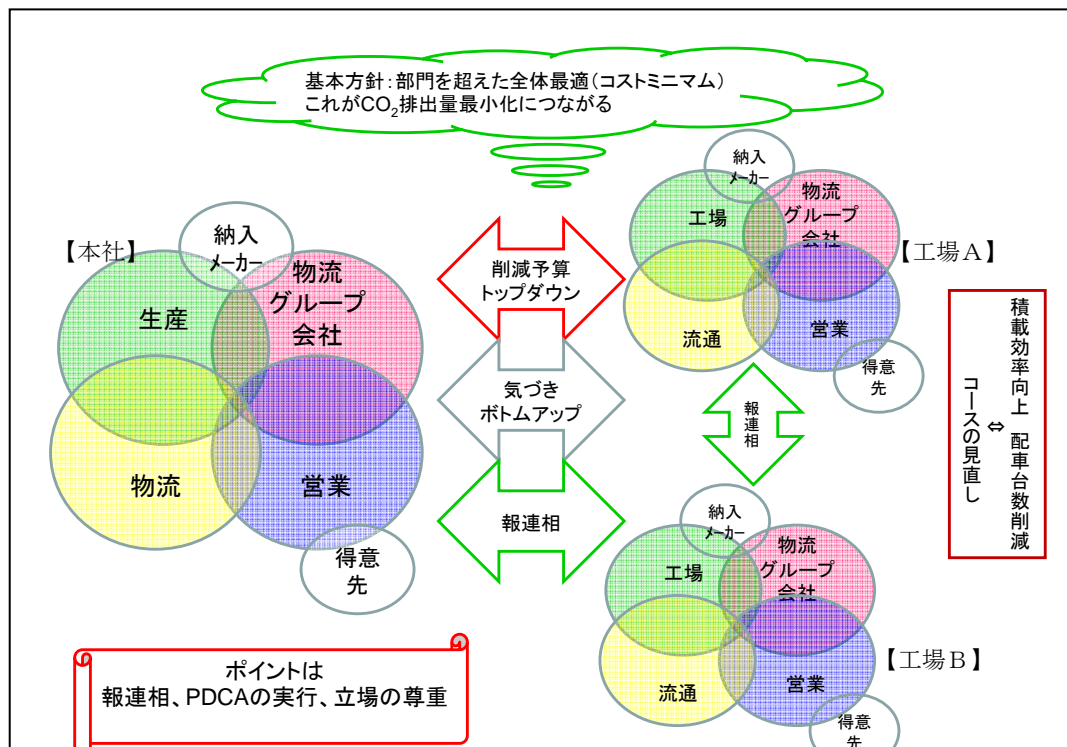 基本方針：部門を超えた全体最適（コストミニマム）
これがCO2排出量最小化につながる
【本社】
納入
メーカー
生産
物流
グループ
会社
物流
営業
得意
先
削減予算
トップダウン
気づき
ボトムアップ
報連相
納入
メーカー
工場
物流
グループ
会社
流通
営業
得意
先
【工場A】
報連相
納入
メーカー
工場
物流
グループ
会社
流通
営業
得意
先
【工場B】
積載効率向上　配車台数削減
⇔
コースの見直し
ポイントは
報連相、PDCAの実行、立場の尊重